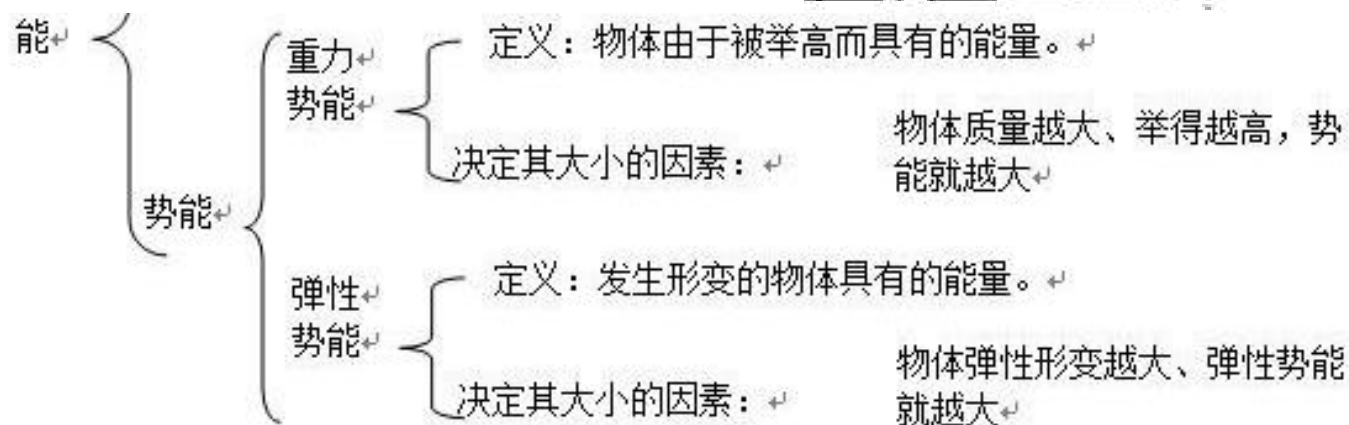 能
重力
势能
定义：物体由于被举高而具有的能量。
决定其大小的因素：
物体质量越大、举得越高，势
能就越大
势能
弹性
势能
定义：发生形变的物体具有的能量。
决定其大小的因素：
物体弹性形变越大、弹性势能
就越大